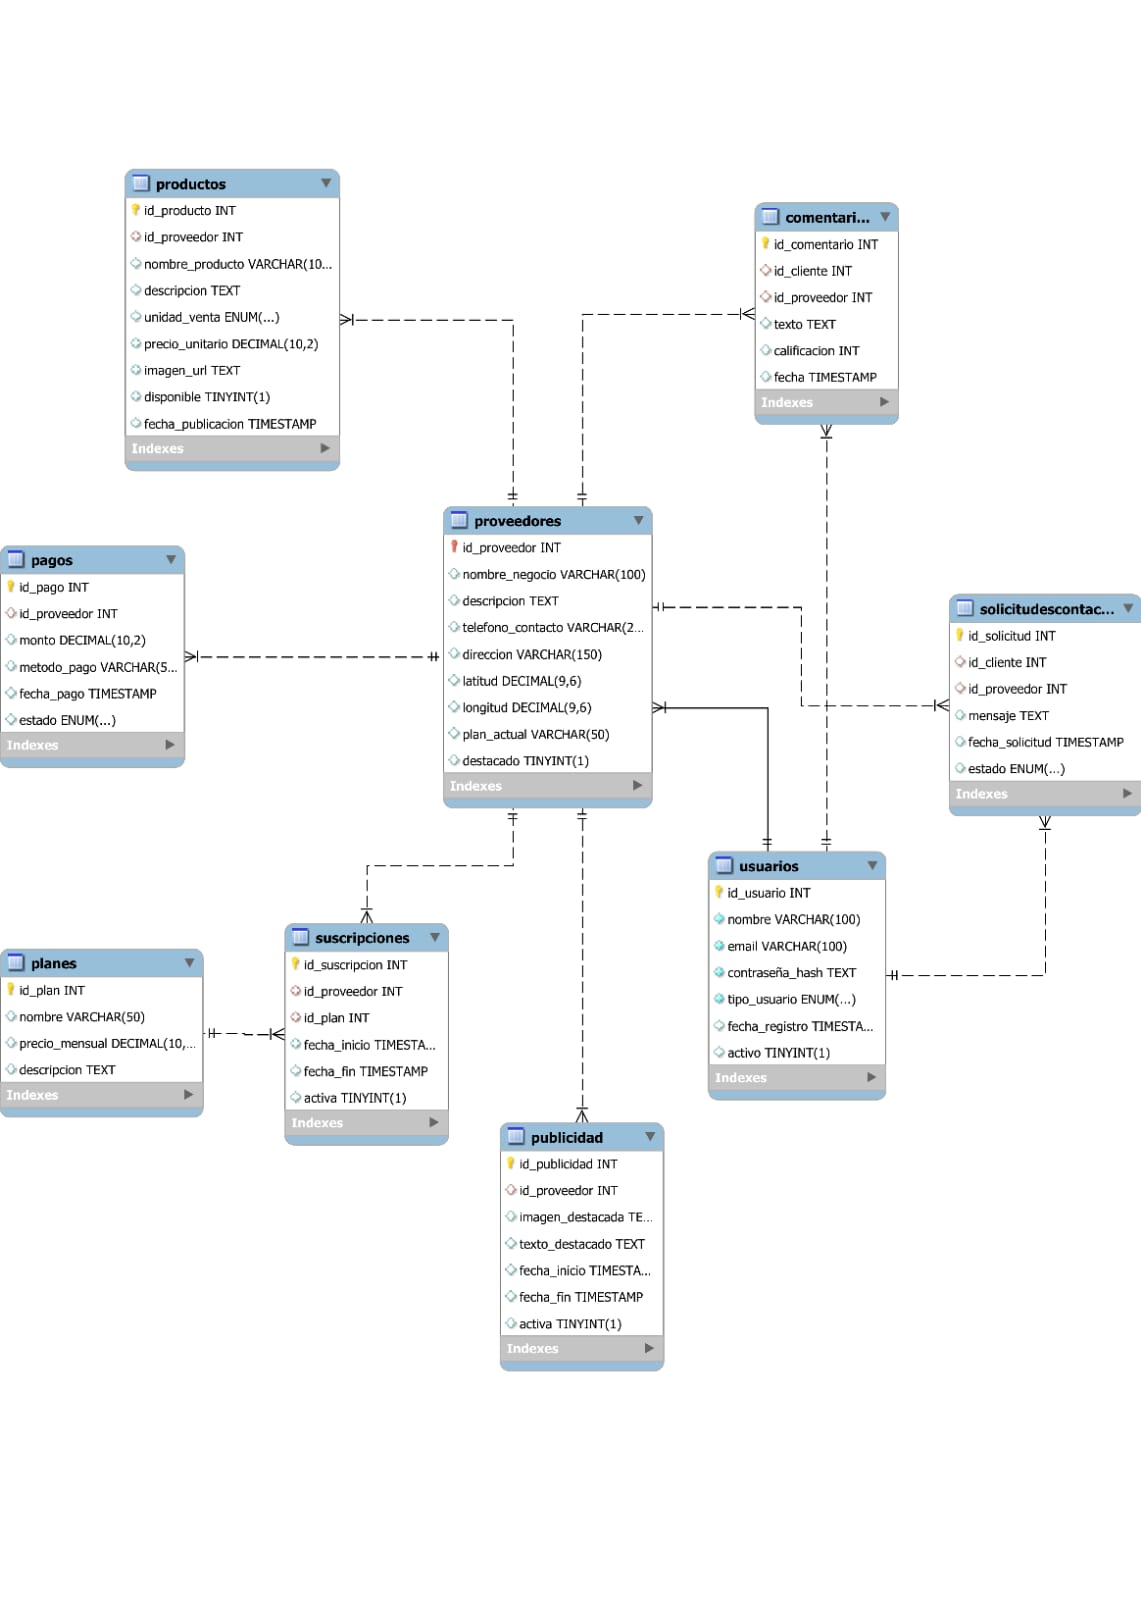 productos
id_producto INT
id_proveedor INT
nombre_producto VARCHAR(10...
descripcion TEXT
unidad_venta ENUM(...)
precio_unitario DECIMAL(10,2)
imagen_url TEXT
disponible TINYINT(1)
fecha_publicacion TIMESTAMP
Indexes
comentari...
id_comentario INT
id_cliente INT
id_proveedor INT
texto TEXT
calificacion INT
fecha TIMESTAMP
Indexes
proveedores
id_proveedor INT
nombre_negocio VARCHAR(100)
descripcion TEXT
telefono_contacto VARCHAR(2...
direccion VARCHAR(150)
latitud DECIMAL(9,6)
longitud DECIMAL(9,6)
plan_actual VARCHAR(50)
destacado TINYINT(1)
Indexes
pagos
id_pago INT
id_proveedor INT
monto DECIMAL(10,2)
metodo_pago VARCHAR(5...
fecha_pago TIMESTAMP
estado ENUM(...)
Indexes
solicitudescontac...
id_solicitud INT
id_cliente INT
id_proveedor INT
mensaje TEXT
fecha_solicitud TIMESTAMP
estado ENUM(...)
Indexes
usuarios
id_usuario INT
nombre VARCHAR(100)
email VARCHAR(100)
contraseña_hash TEXT
tipo_usuario ENUM(...)
fecha_registro TIMESTA...
activo TINYINT(1)
Indexes
suscripciones
id_suscripcion INT
id_proveedor INT
id_plan INT
fecha_inicio TIMESTA...
fecha_fin TIMESTAMP
activa TINYINT(1)
Indexes
planes
id_plan INT
nombre VARCHAR(50)
precio_mensual DECIMAL(10,...
descripcion TEXT
Indexes
publicidad
id_publicidad INT
id_proveedor INT
imagen_destacada TE...
texto_destacado TEXT
fecha_inicio TIMESTA...
fecha_fin TIMESTAMP
activa TINYINT(1)
Indexes